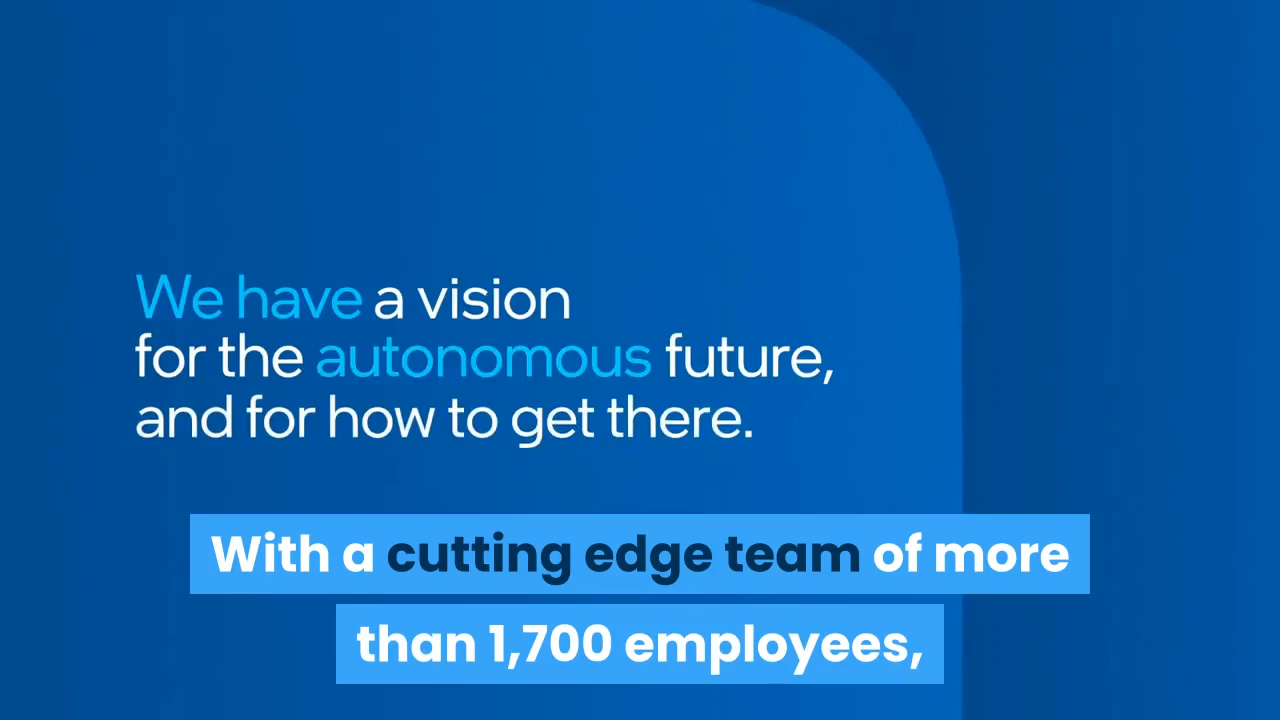 We have a vision
for the autonomous future,
and for how to get there.
With a cutting edge team of more
than 1,700 employees,